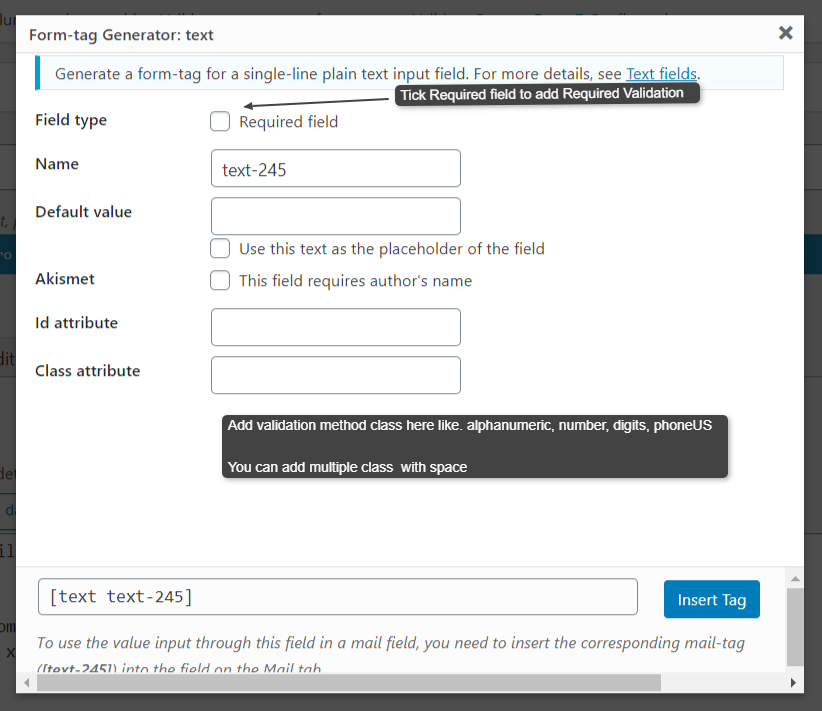 Form-tag Generator: text
Generate a form-tag for a single-line plain text input field. For more details, see Text fields.
Tick Required field to add Required Validation
Field type
Required field
Name
text-245
Default value
Use this text as the placeholder of the field
Akismet
This field requires author's name
Id attribute
Class attribute
Add validation method class here like. alphanumeric, number, digits, phoneUS
You can add multiple class with space
[text text-245]
Insert Tag
To use the value input through this field in a mail field, you need to insert the corresponding mail-tag
([text-245]) into the field on the Mail tab